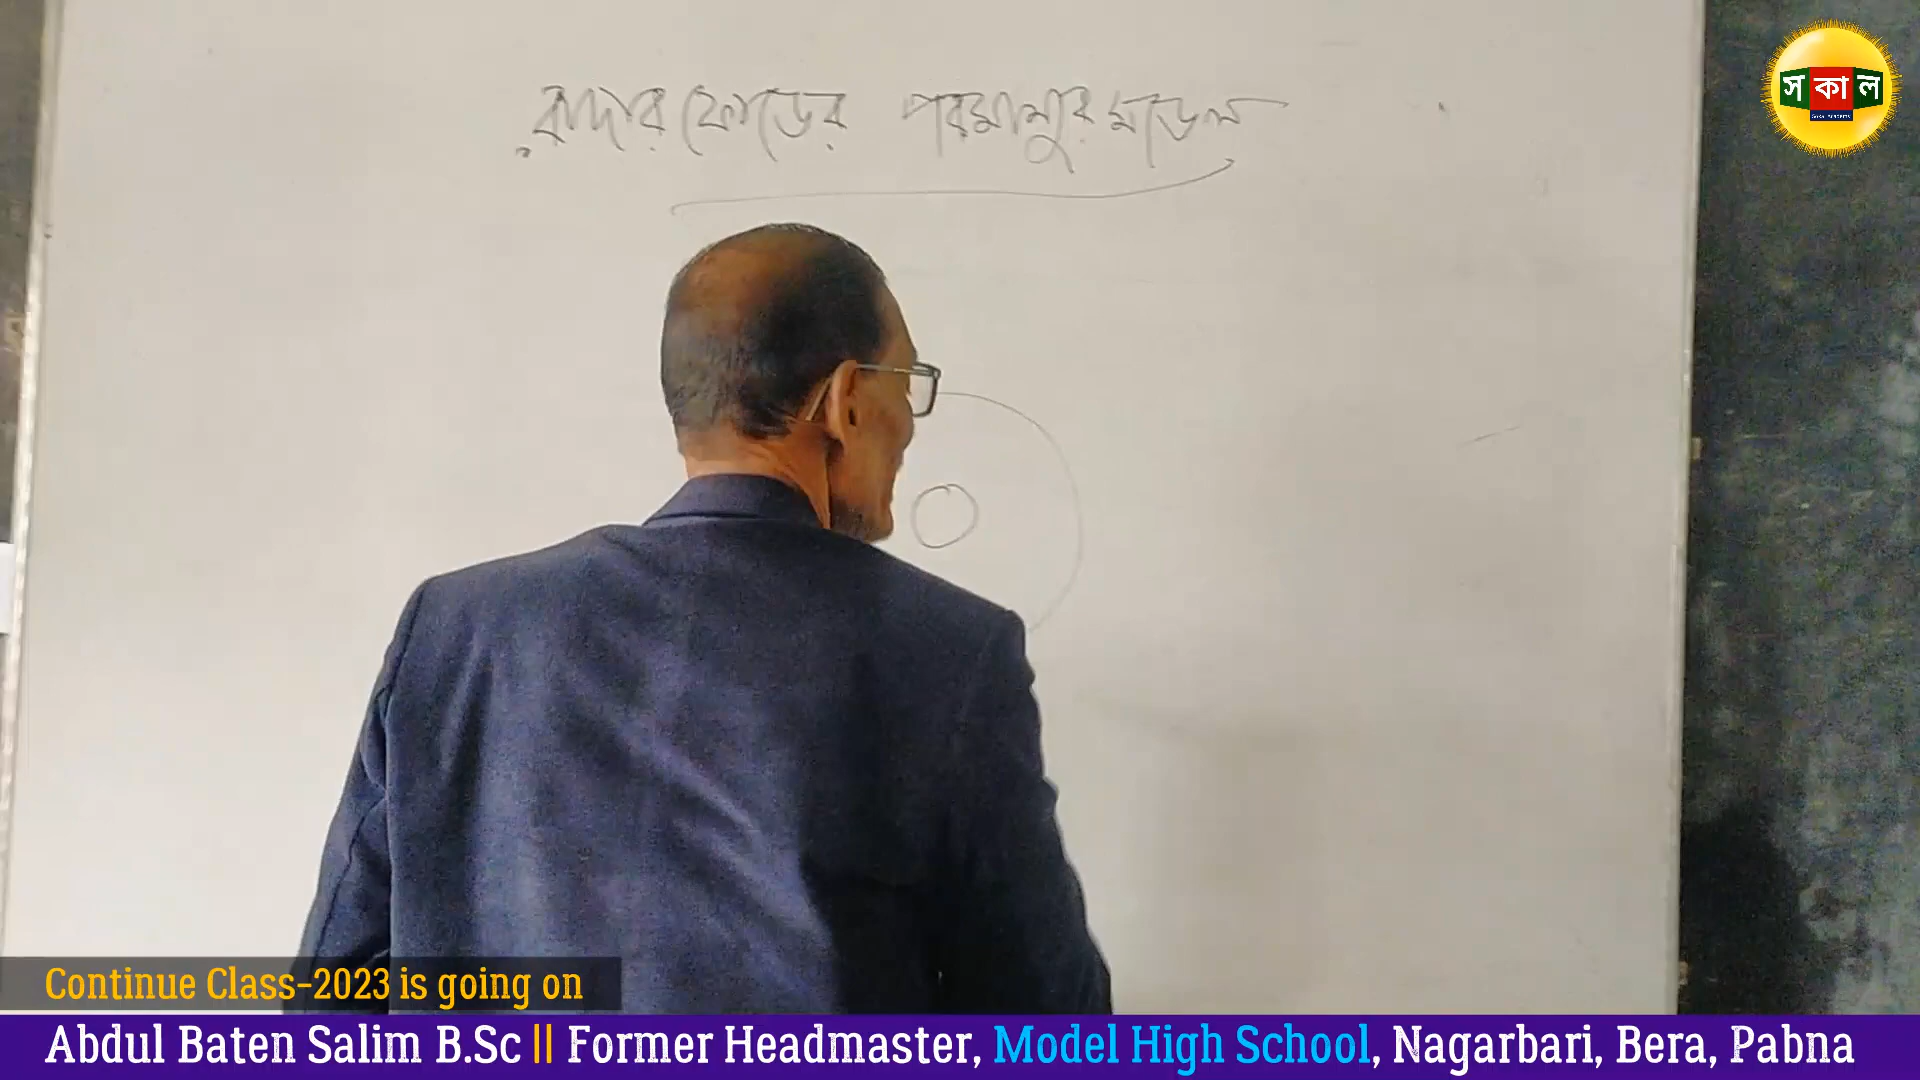 রাদার ফোর্ডের পরমানুর মডেল
সকাল
Continue Class-2023 is going on
Abdul Baten Salim B.Sc || Former Headmaster, Model High School, Nagarbari, Bera, Pabna